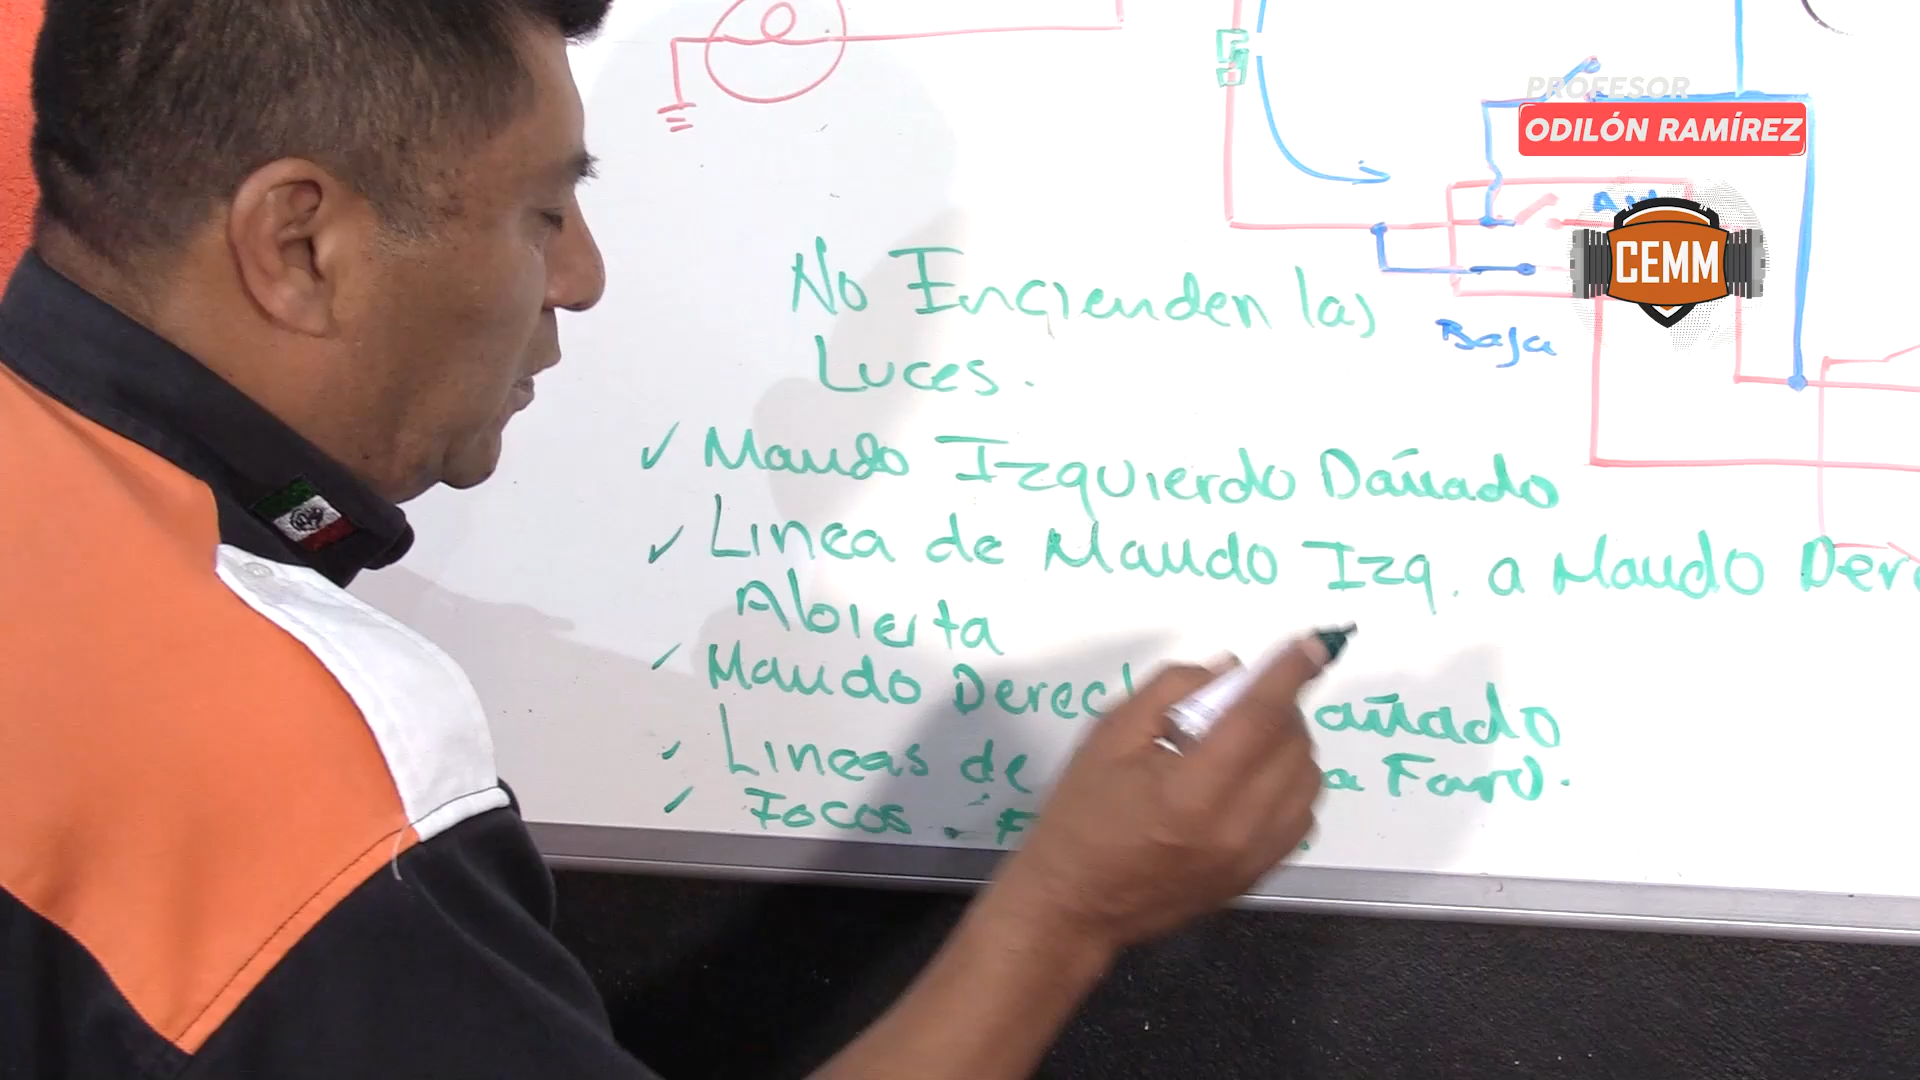 PROFESOR
ODILÓN RAMÍREZ
CEMM
No Encienden las
Luces.
Baja
✓ Mando Izquierdo Dañado
✓ Linea de Mando Izq. a Mando
Abierta
✓ Mando
✓ Lineas de a Faro.
✓ Focos.